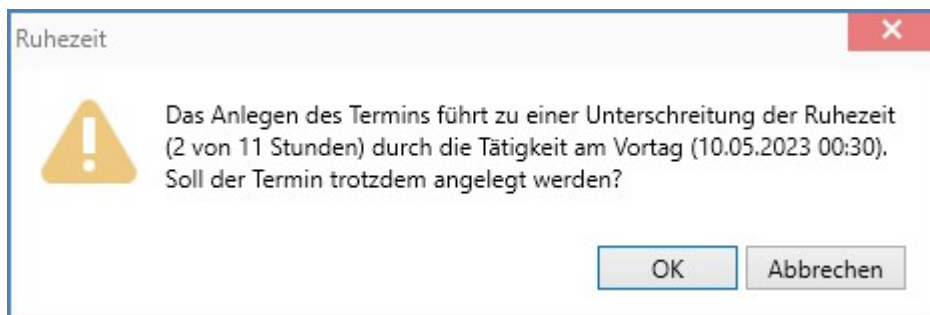 Ruhezeit
Das Anlegen des Termins führt zu einer Unterschreitung der Ruhezeit
(2 von 11 Stunden) durch die Tätigkeit am Vortag (10.05.2023 00:30).
Soll der Termin trotzdem angelegt werden?
OK
Abbrechen